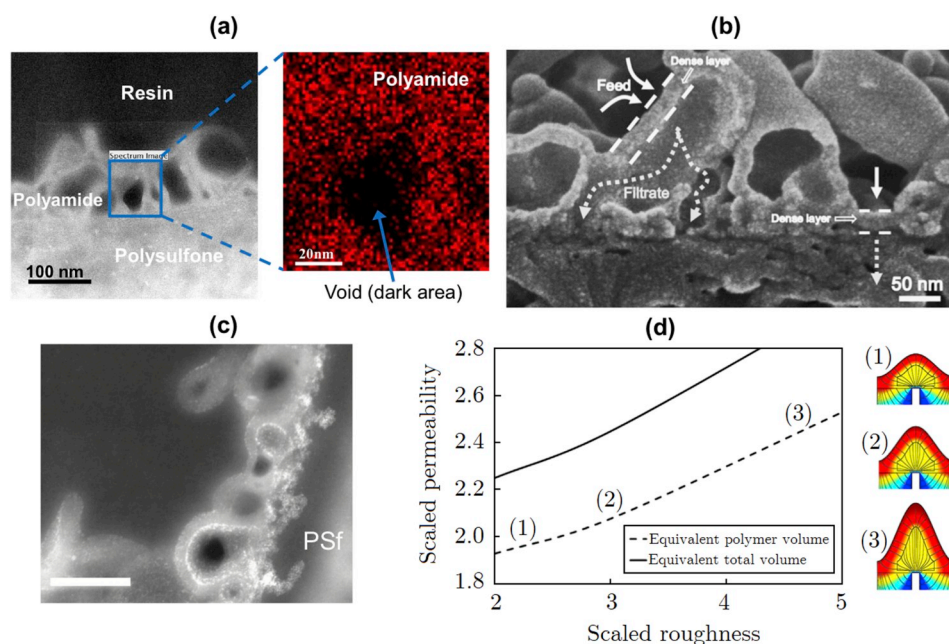 (a)
Resin
Spectrum Image
Polyamide
Polysulfone
100 nm
Polyamide
20nm
Void (dark area)
(b)
Dense layer
Feed
Filtrate
Dense layer
50 nm
(c)
PSf
(d)
Scaled permeability
2.8
2.6
2.4
2.2
2.0
1.8
2 3 4 5
Scaled roughness
(1)
(2)
(3)
Equivalent polymer volume
Equivalent total volume
(1)
(2)
(3)